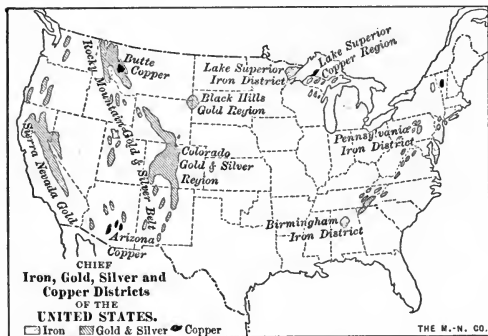 Butte
Copper
Rocky Mountain Gold & Silver Belt
Lake Superior
Iron District
Lake Superior
Copper Region
Black Hills
Gold Region
Pennsylvania
Iron District
Sierra Nevada Gold
Colorado
Gold & Silver
Region
Birmingham
Iron District
Arizona
Copper
CHIEF
Iron, Gold, Silver and
Copper Districts
OF THE
UNITED STATES.
Iron Gold & Silver Copper
THE M.-N. CO.